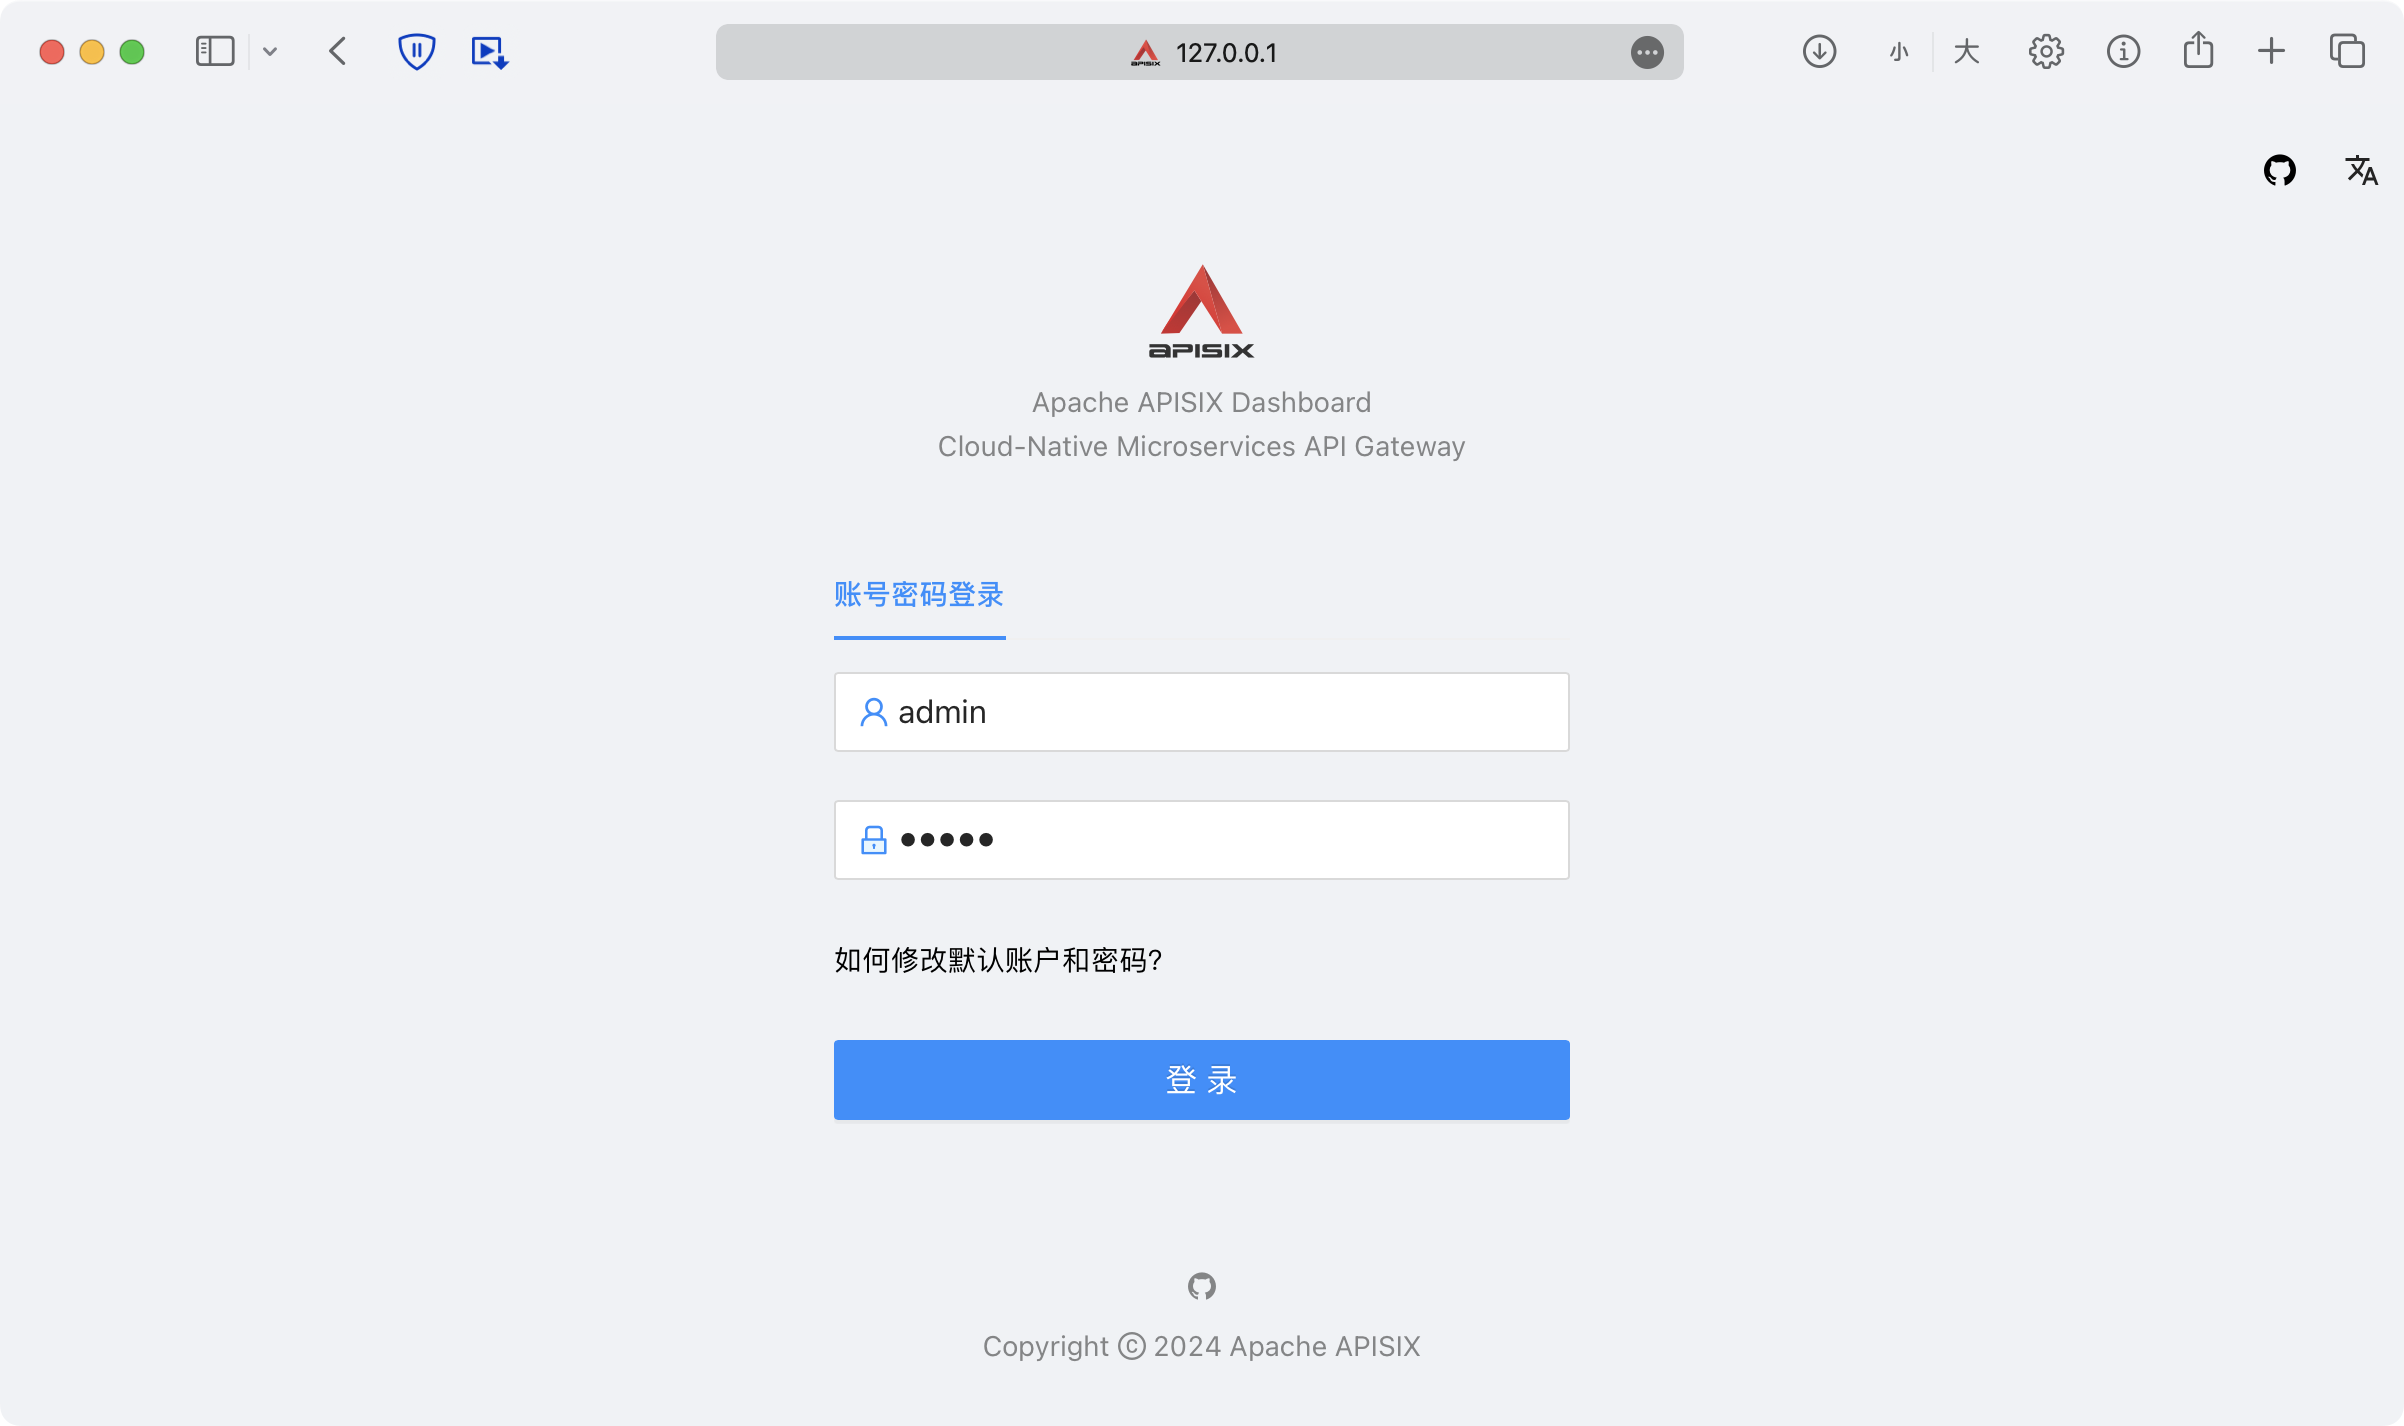 127.0.0.1
小 大
APISIX
Apache APISIX Dashboard
Cloud-Native Microservices API Gateway
账号密码登录
admin
•••••
如何修改默认账户和密码?
登 录
Copyright © 2024 Apache APISIX